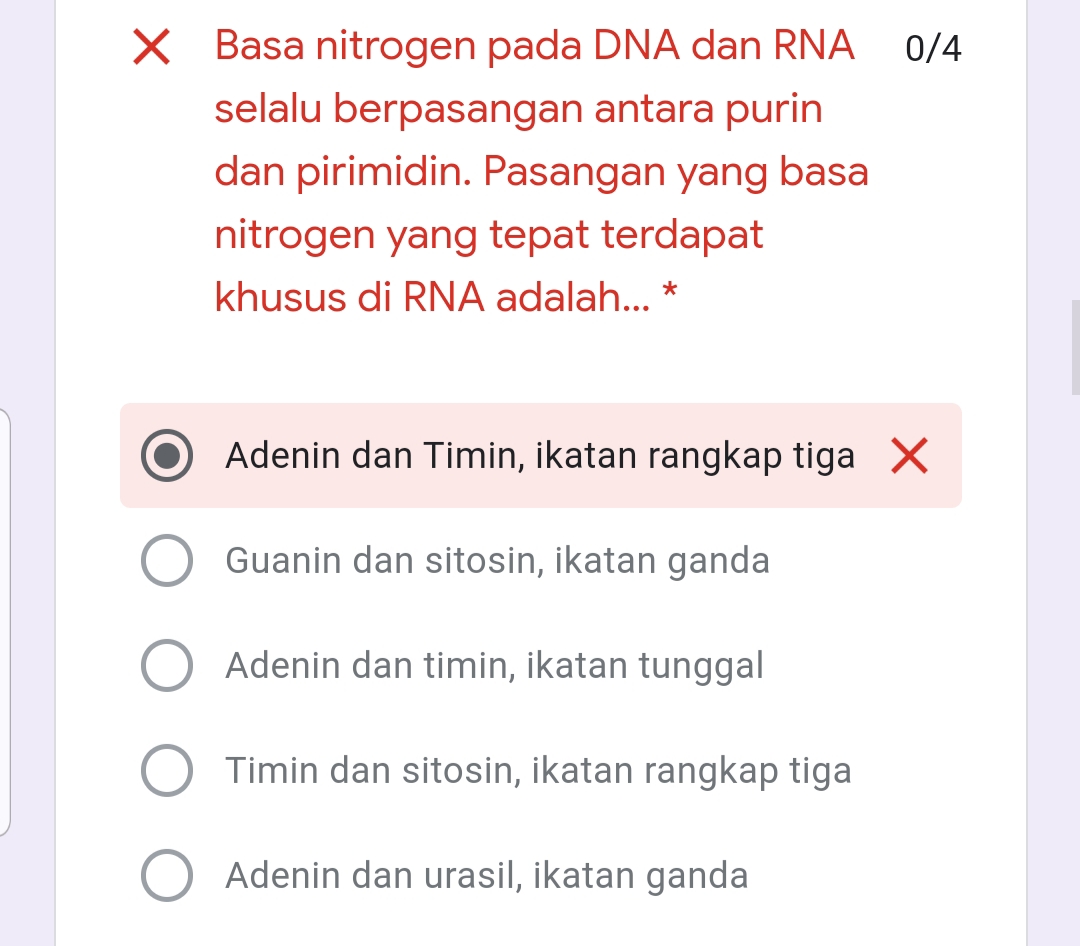 Basa nitrogen pada DNA dan RNA 0/4
selalu berpasangan antara purin
dan pirimidin. Pasangan yang basa
nitrogen yang tepat terdapat
khusus di RNA adalah... *
Adenin dan Timin, ikatan rangkap tiga
Guanin dan sitosin, ikatan ganda
Adenin dan timin, ikatan tunggal
Timin dan sitosin, ikatan rangkap tiga
Adenin dan urasil, ikatan ganda